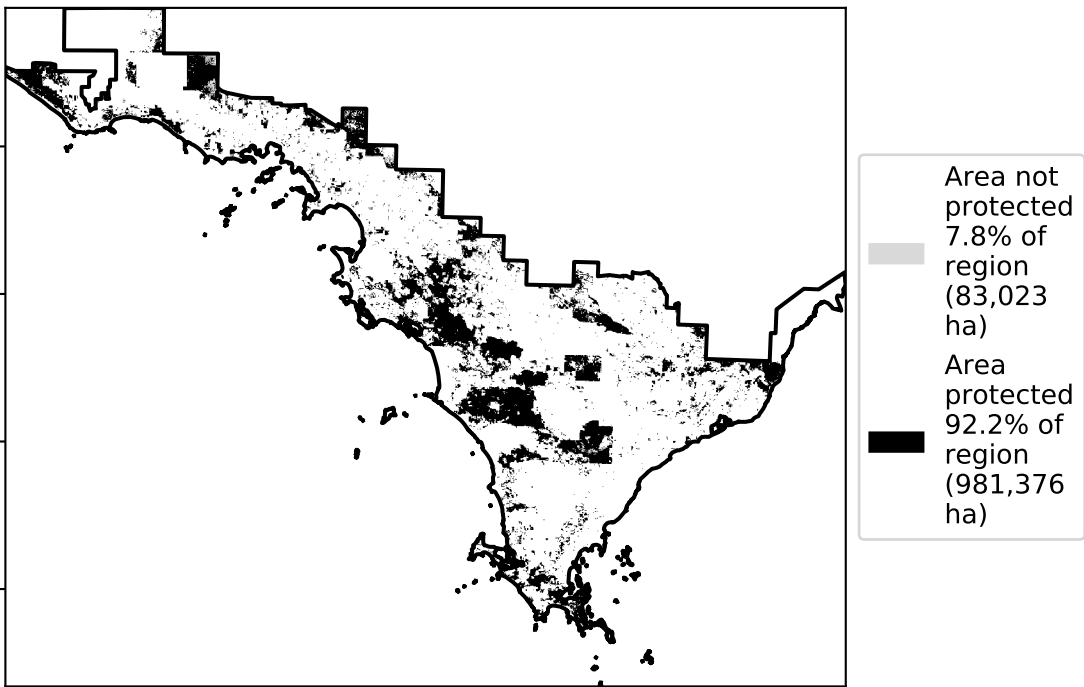 Area not
protected
7.8% of
region
(83,023
ha)
Area
protected
92.2% of
region
(981,376
ha)